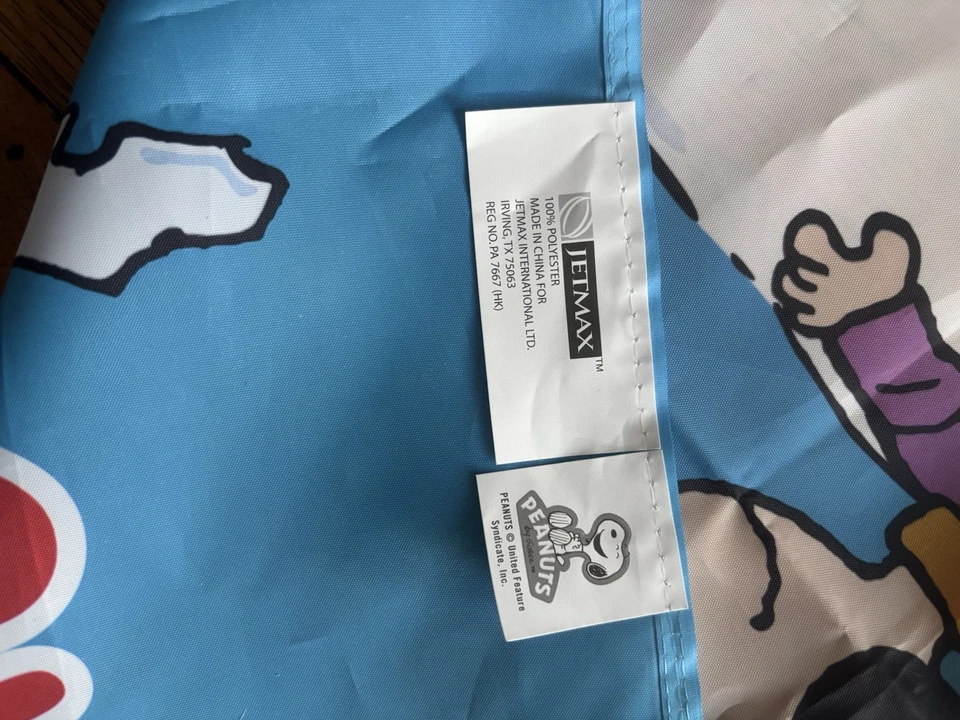 JETMAX™
100% POLYESTER
MADE IN CHINA FOR
JETMAX INTERNATIONAL LTD.
IRVING, TX 75063
REG NO.PA 7667 (HK)
PEANUTS
PEANUTS © United Feature
Syndicate, Inc.